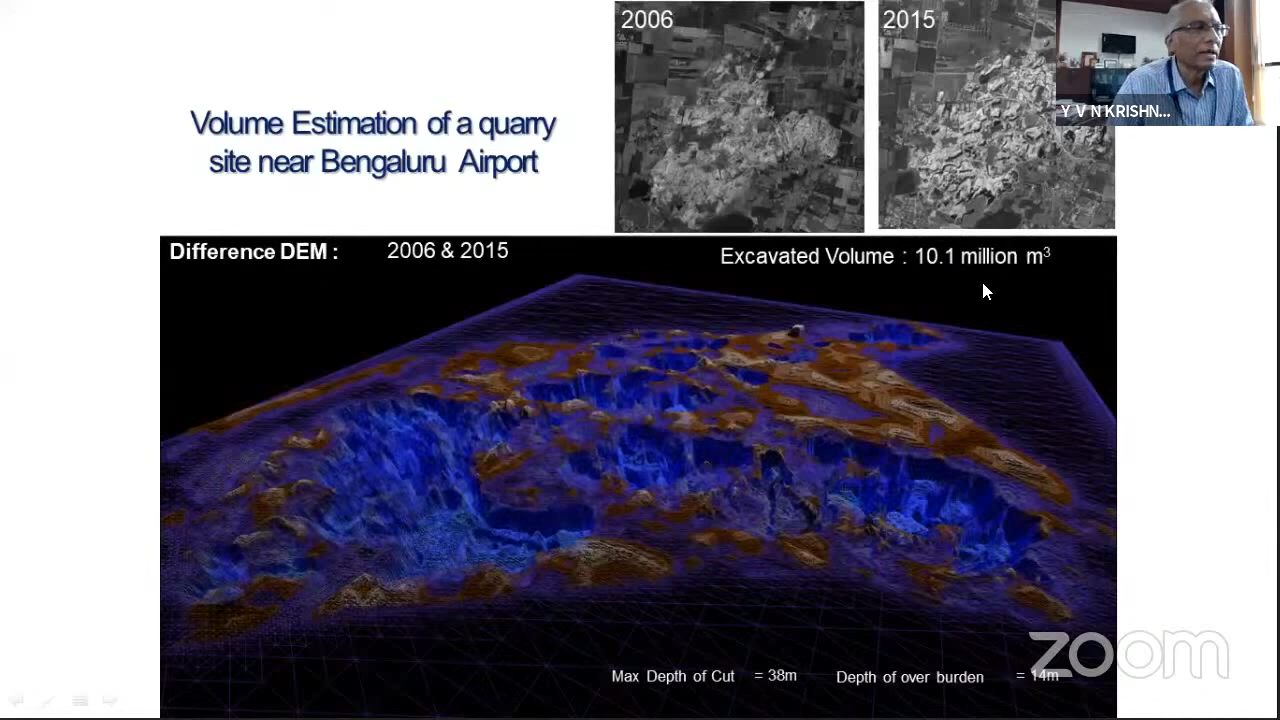 2006
2015
Y V N KRISHN...
Volume Estimation of a quarry
site near Bengaluru Airport
Difference DEM : 2006 & 2015
Excavated Volume : 10.1 million m³
Max Depth of Cut = 38m
Depth of over burden = 14m
zoom